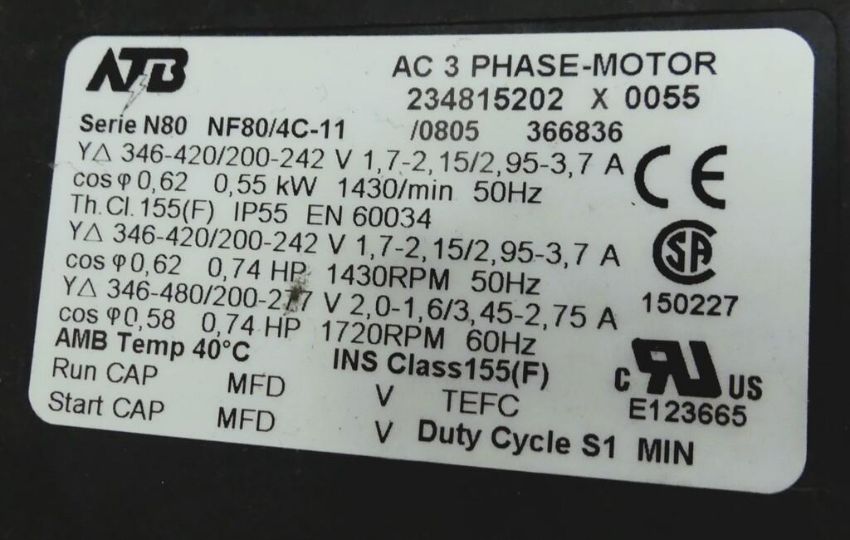 ATB
AC 3 PHASE-MOTOR
234815202 X 0055
Serie N80 NF80/4C-11 /0805 366836
Y△ 346-420/200-242 V 1,7-2,15/2,95-3,7 A
cos φ 0,62 0,55 kW 1430/min 50Hz
Th.Cl.155(F) IP55 EN 60034
Y△ 346-420/200-242 V 1,7-2,15/2,95-3,7 A
cos φ 0,62 0,74 HP 1430RPM 50Hz
Y△ 346-480/200-277 V 2,0-1,6/3,45-2,75 A
cos φ 0,58 0,74 HP 1720RPM 60Hz
AMB Temp 40°C INS Class155(F)
Run CAP MFD V TEFC
Start CAP MFD V Duty Cycle S1 MIN
CE
SA
150227
C RU US
E123665